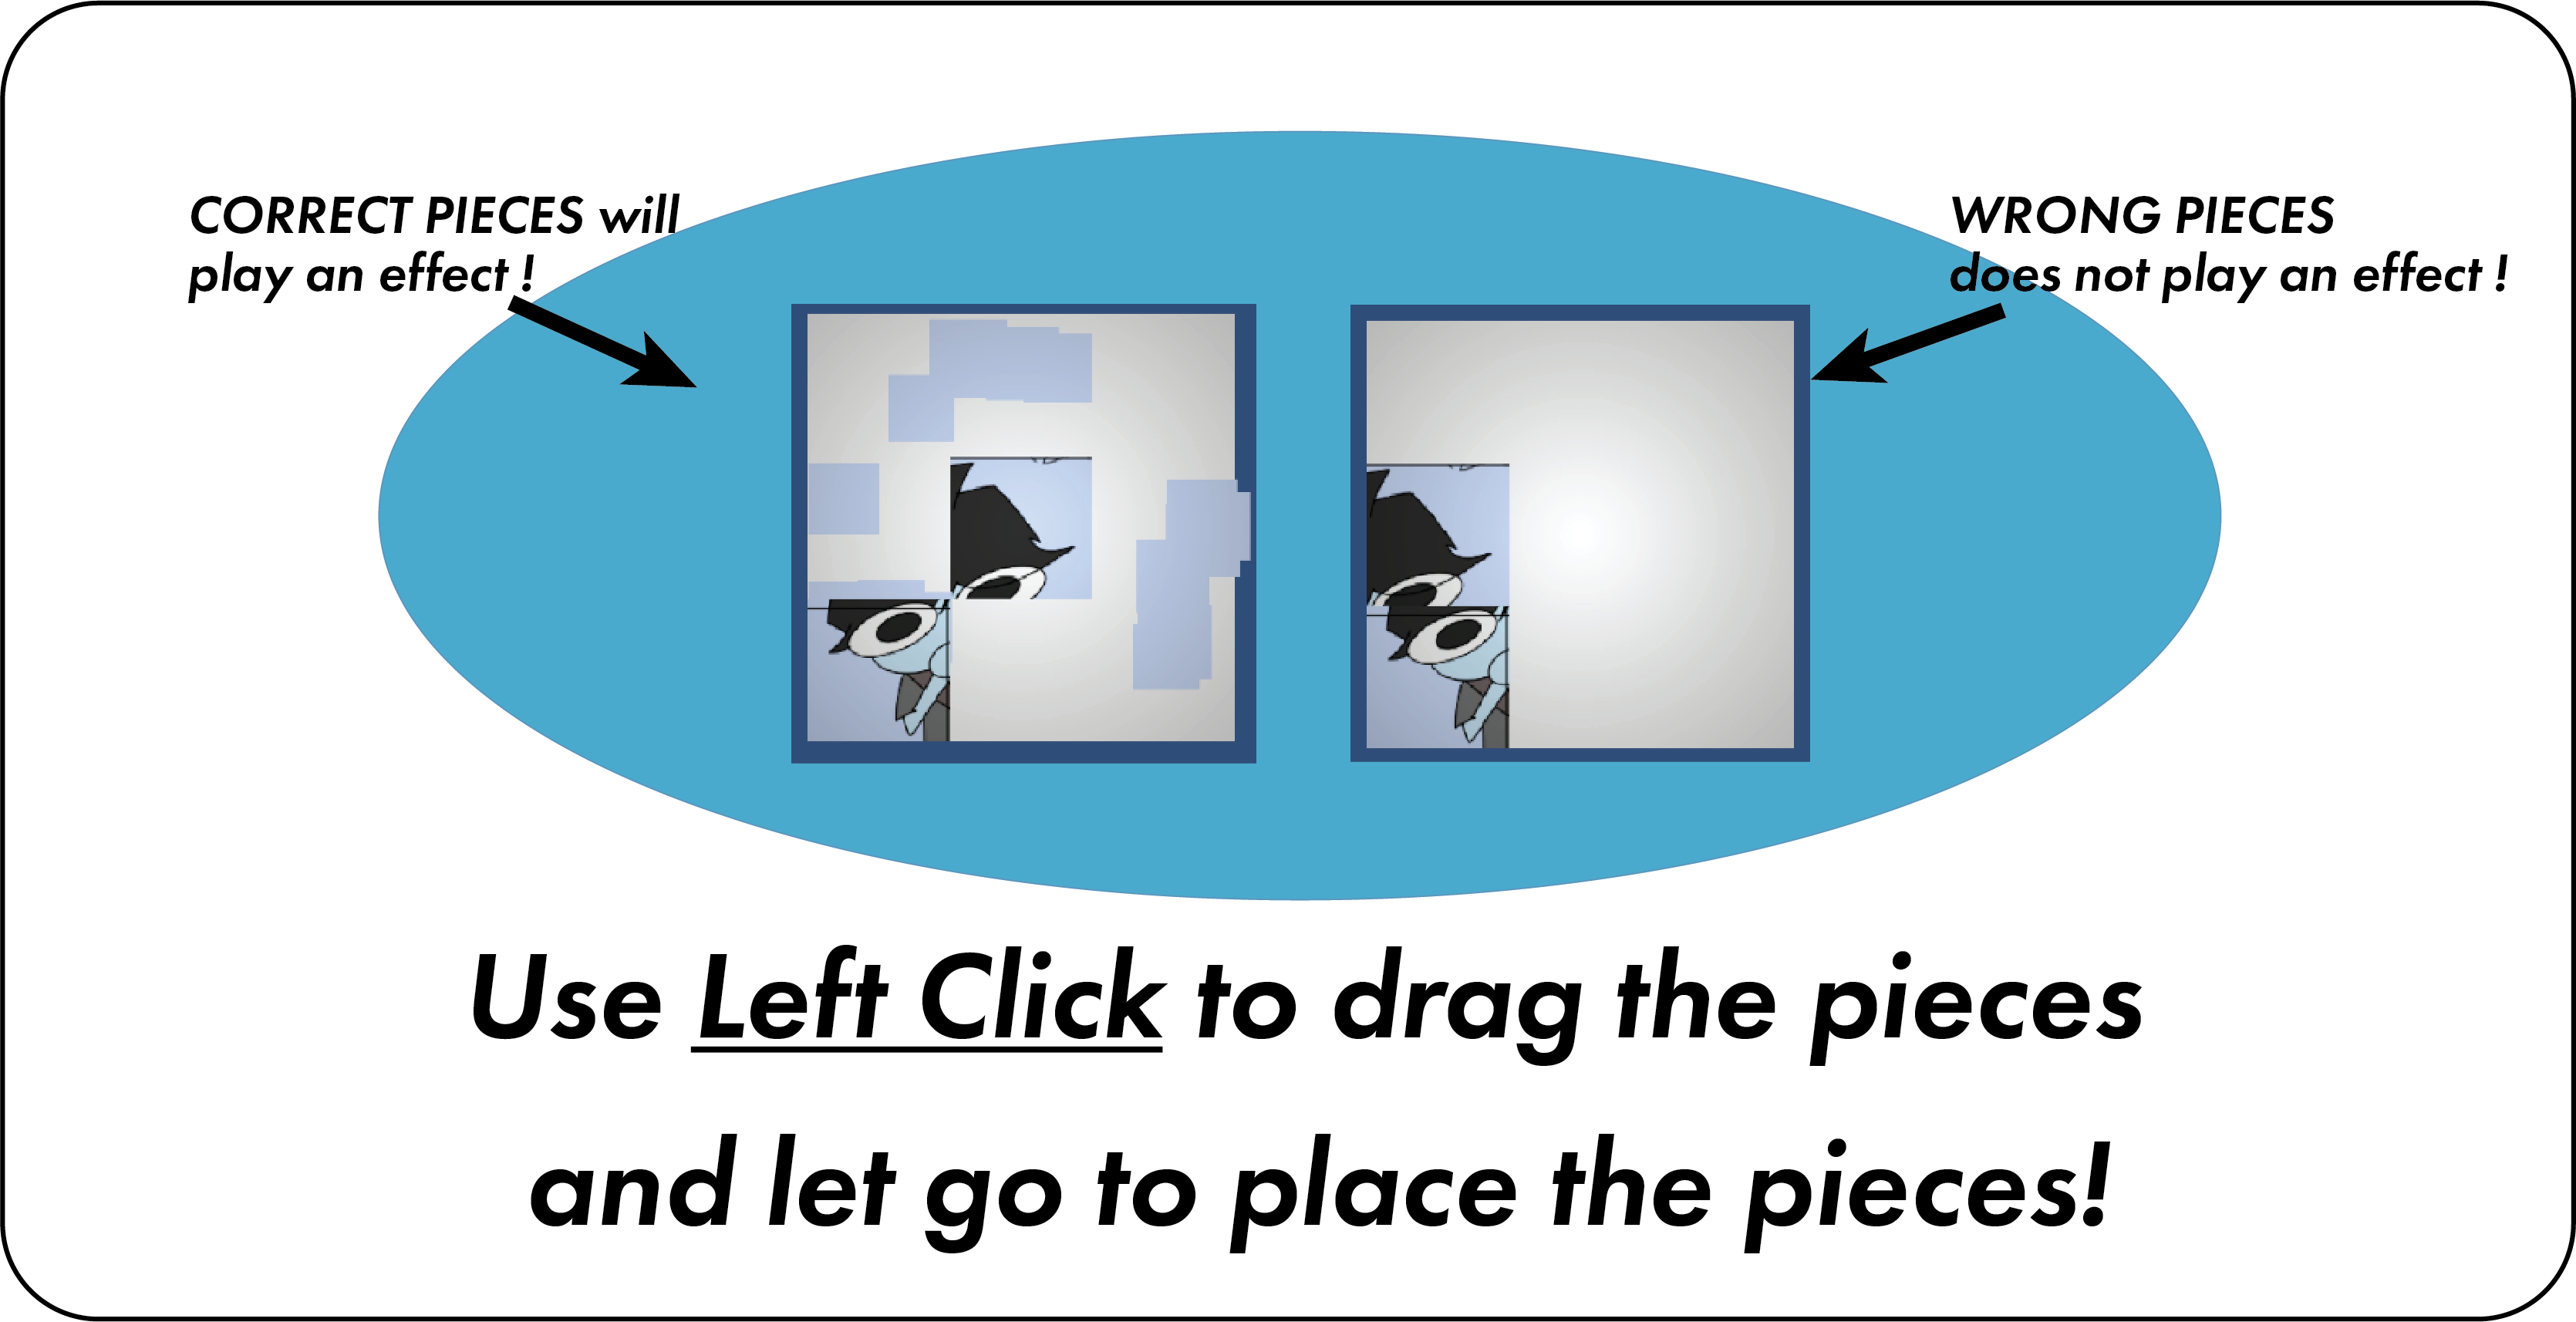 CORRECT PIECES will
play an effect !
WRONG PIECES
does not play an effect !
Use Left Click to drag the pieces
and let go to place the pieces!